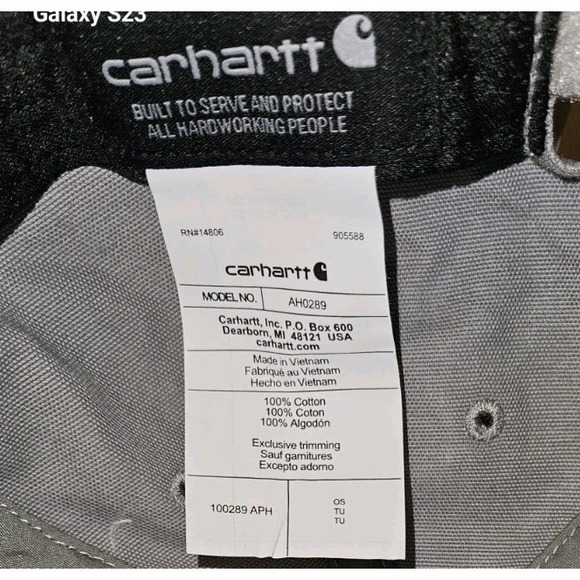 Galaxy S23
carhartt
BUILT TO SERVE AND PROTECT
ALL HARDWORKING PEOPLE
RN#14806 905588
carhartt
MODEL NO. AH0289
Carhartt, Inc. P.O. Box 600
Dearborn, MI 48121 USA
carhartt.com
Made in Vietnam
Fabriqué au Vietnam
Hecho en Vietnam
100% Cotton
100% Coton
100% Algodón
Exclusive trimming
Sauf garnitures
Excepto adorno
100289 APH
OS
TU
TU